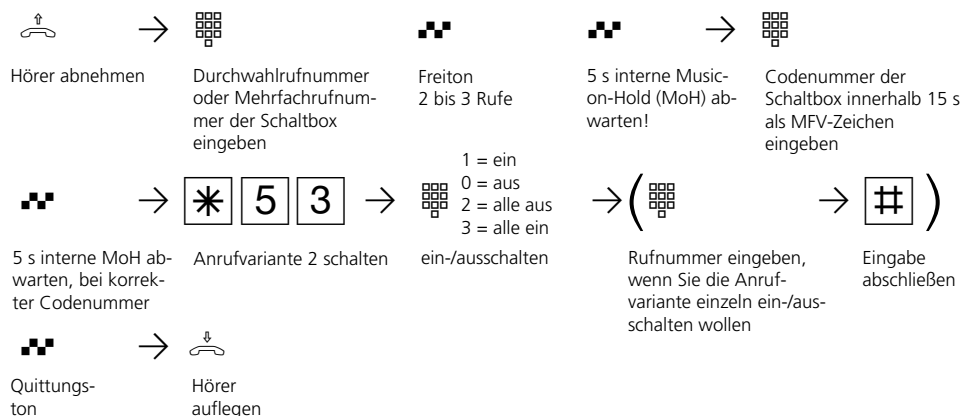 Hörer abnehmen
Durchwahlrufnummer
oder Mehrfachrufnum-
mer der Schaltbox
eingeben
Freiton
2 bis 3 Rufe
5 s interne Music-
on-Hold (MoH) ab-
warten!
Codenummer der
Schaltbox innerhalb 15 s
als MFV-Zeichen
eingeben
5 s interne MoH ab-
warten, bei korrek-
ter Codenummer
* 5 3
Anrufvariante 2 schalten
1 = ein
0 = aus
2 = alle aus
3 = alle ein
ein-/ausschalten
(
Rufnummer eingeben,
wenn Sie die Anruf-
variante einzeln ein-/aus-
schalten wollen
# )
Eingabe
abschließen
Quittungs-
ton
Hörer
auflegen